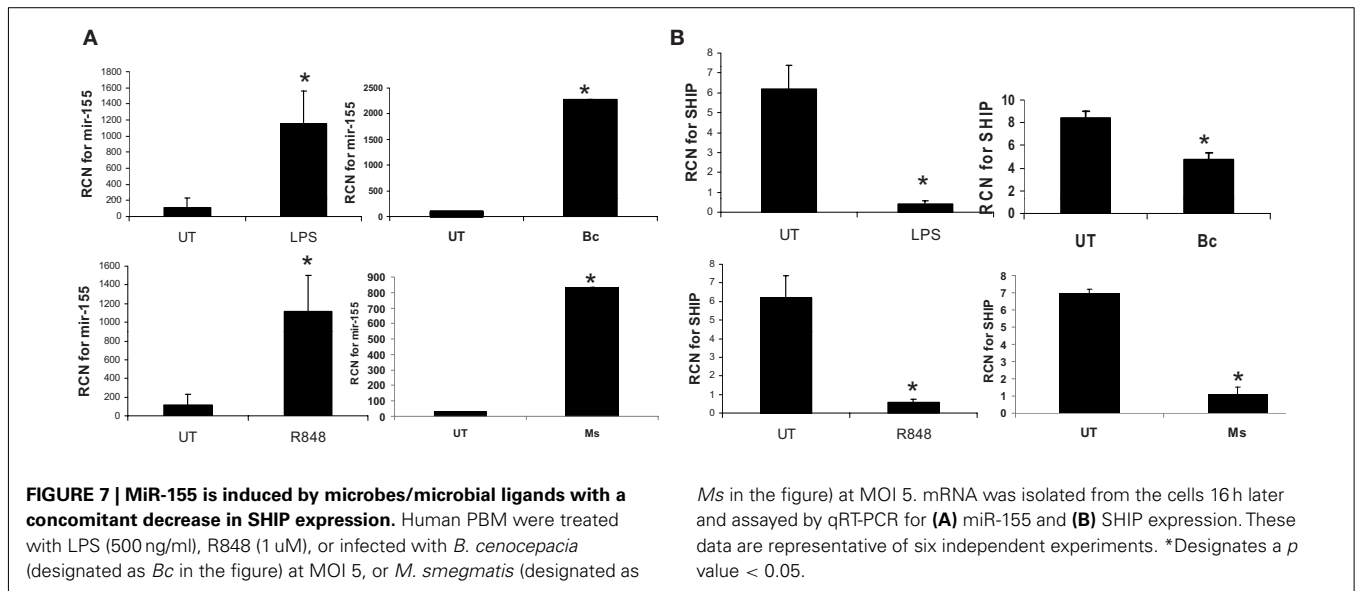 A
RCN for mir-155
1800
1600
1400
1200
1000
800
600
400
200
0
*
UT
LPS
RCN for mir-155
2500
2000
1500
1000
500
0
*
UT
Bc
RCN for mir-155
1600
1400
1200
1000
800
600
400
200
0
*
UT
R848
RCN for mir-155
900
800
700
600
500
400
300
200
100
0
*
UT
Ms
B
RCN for SHIP
8
7
6
5
4
3
2
1
0
*
UT
LPS
RCN for SHIP
10
8
6
4
2
0
*
UT
Bc
RCN for SHIP
8
7
6
5
4
3
2
1
0
*
UT
R848
RCN for SHIP
8
7
6
5
4
3
2
1
0
*
UT
Ms
FIGURE 7 | MiR-155 is induced by microbes/microbial ligands with a
concomitant decrease in SHIP expression. Human PBM were treated
with LPS (500 ng/ml), R848 (1 uM), or infected with B. cenocepacia
(designated as Bc in the figure) at MOI 5, or M. smegmatis (designated as
Ms in the figure) at MOI 5. mRNA was isolated from the cells 16 h later
and assayed by qRT-PCR for (A) miR-155 and (B) SHIP expression. These
data are representative of six independent experiments. *Designates a p
value < 0.05.